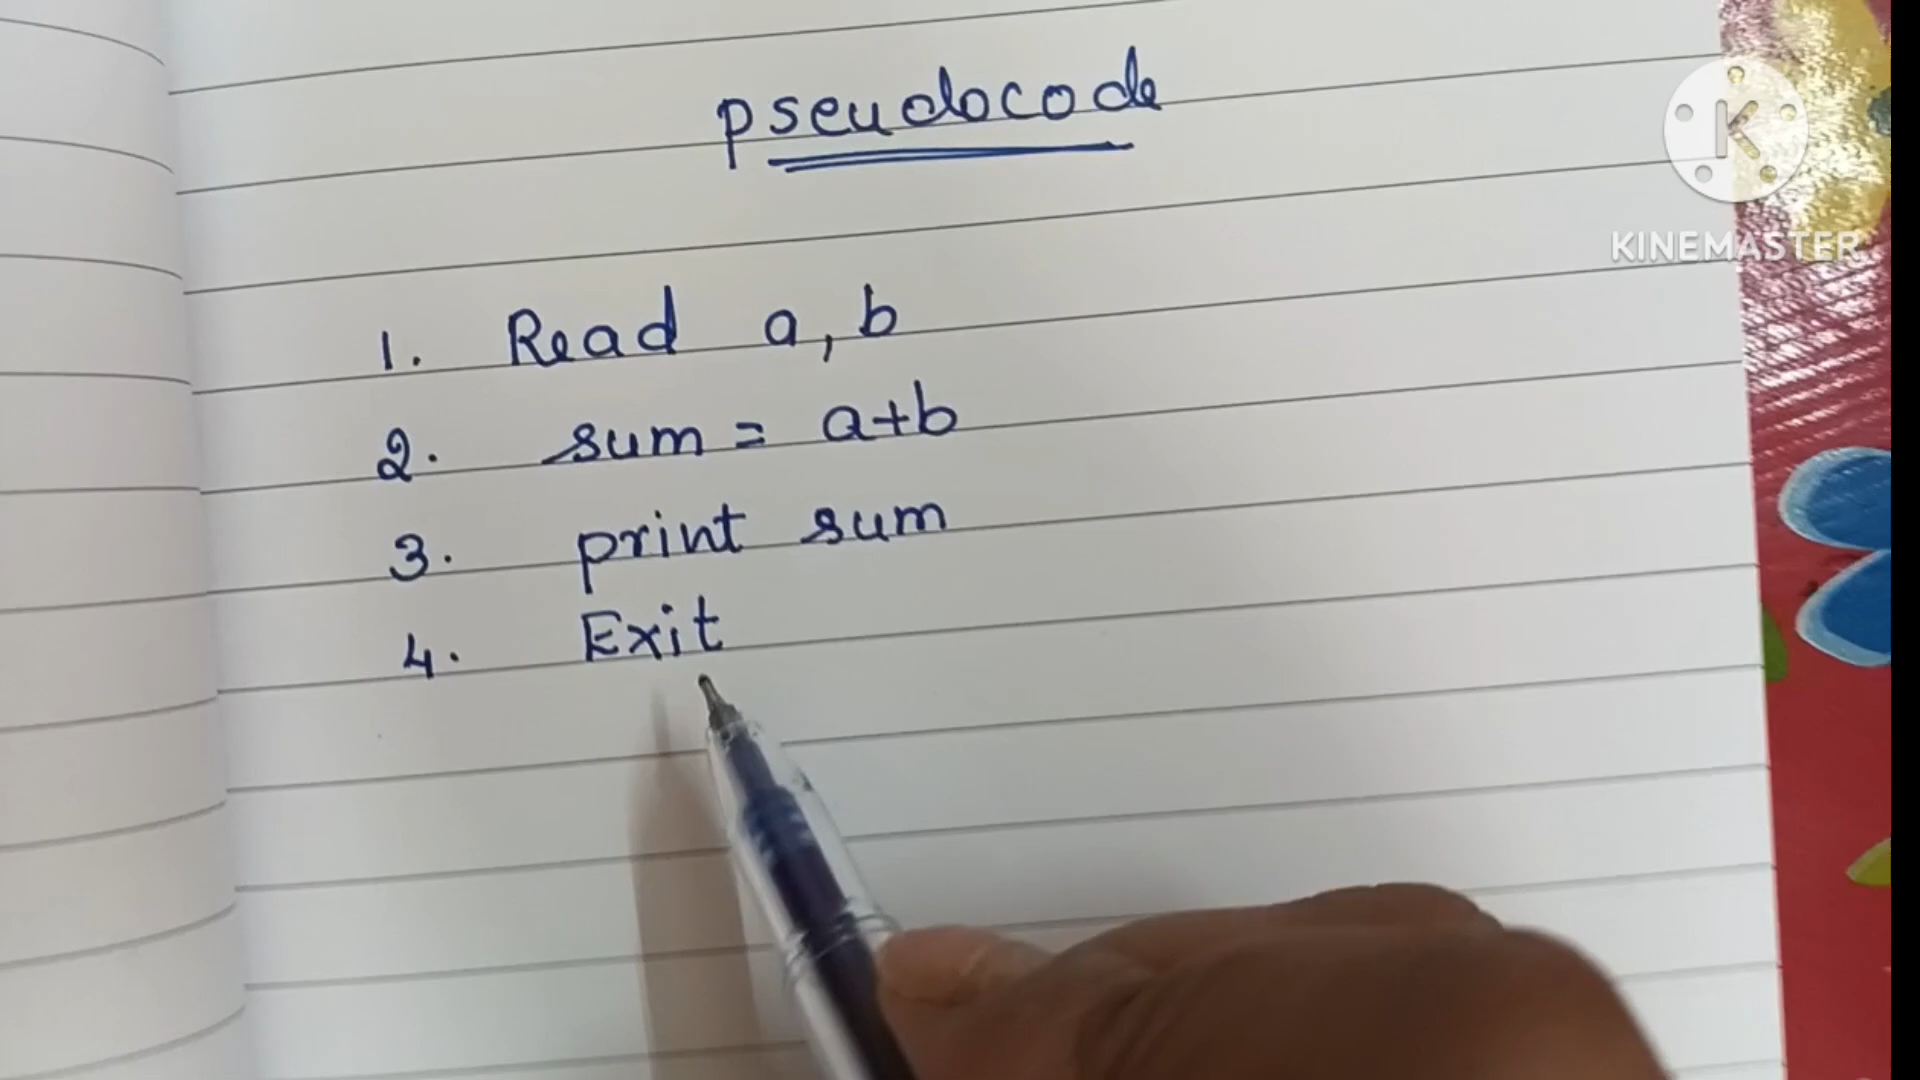 pseudocode
K
KINEMASTER
1. Read a, b
2. sum = a+b
3. print sum
4. Exit